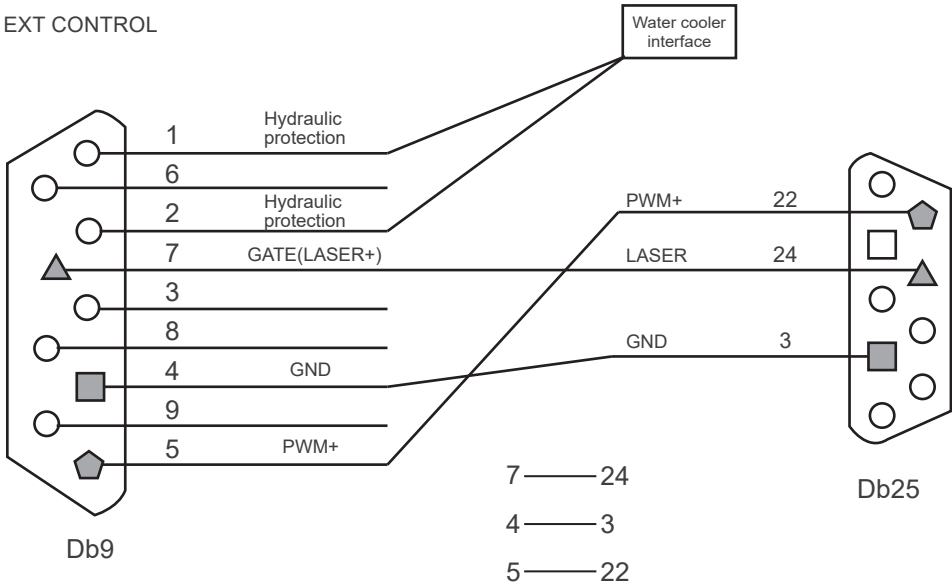 EXT CONTROL
Water cooler
interface
1
Hydraulic
protection
6
2
Hydraulic
protection
PWM+ 22
7 GATE(LASER+) LASER 24
3
8
GND 3
4 GND
9
5 PWM+
7 24
4 3
5 22
Db25
Db9